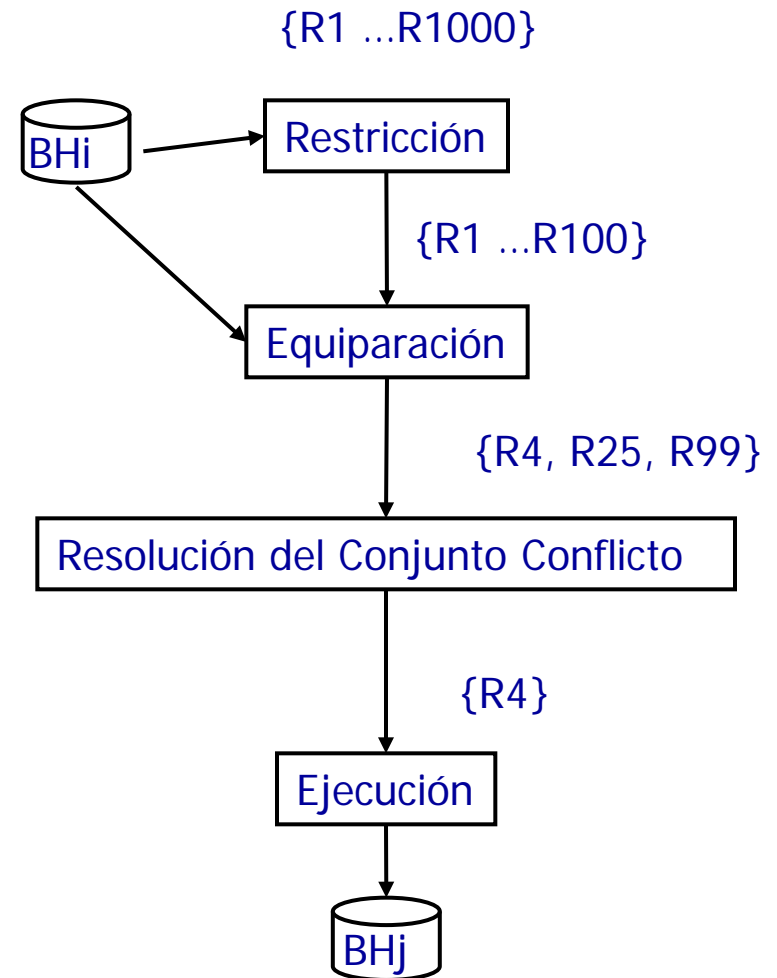 {R1 ...R1000}
BHi
Restricción
{R1 ...R100}
Equiparación
{R4, R25, R99}
Resolución del Conjunto Conflicto
{R4}
Ejecución
BHj